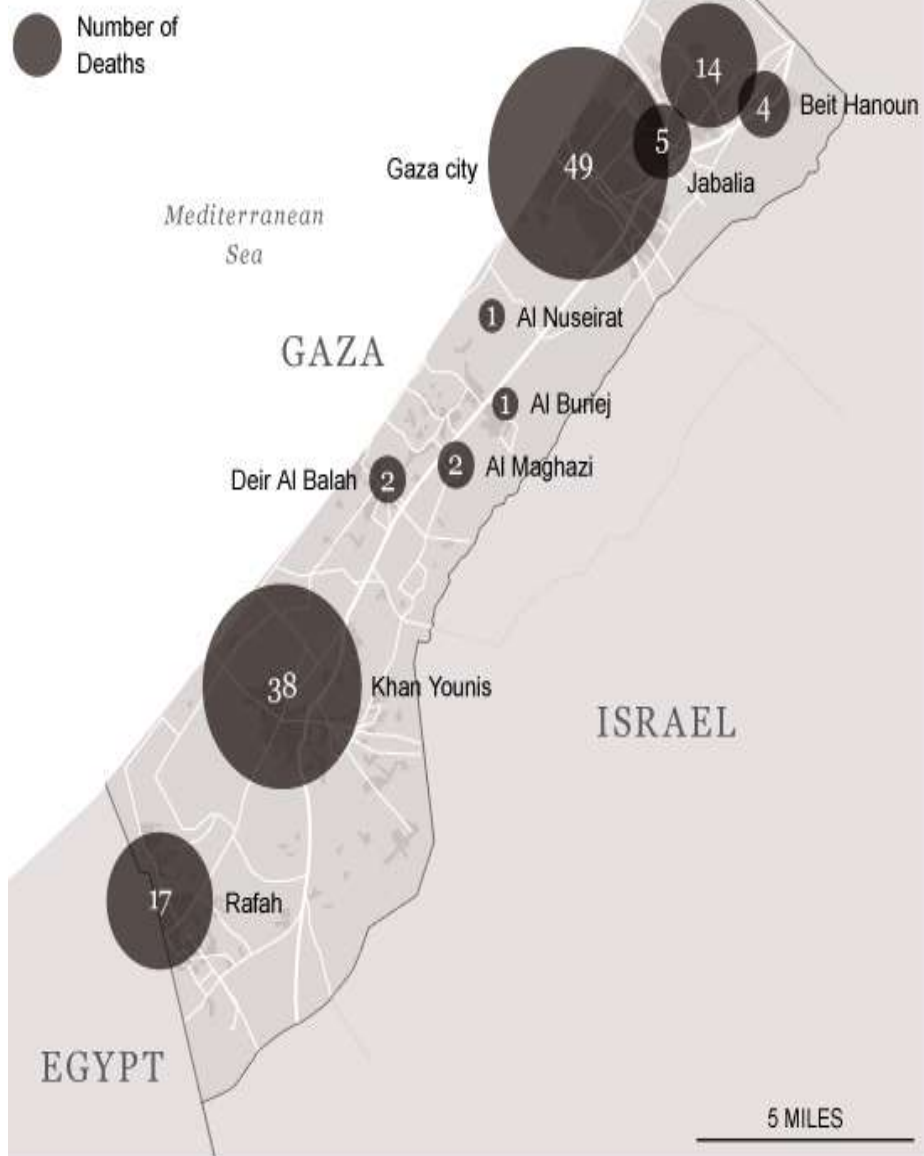 Number of
Deaths
14
4
Beit Hanoun
5
Jabalia
49
Gaza city
Mediterranean
Sea
1
Al Nuseirat
GAZA
1
Al Buriej
2
Al Maghazi
Deir Al Balah
2
38
Khan Younis
ISRAEL
17
Rafah
EGYPT
5 MILES